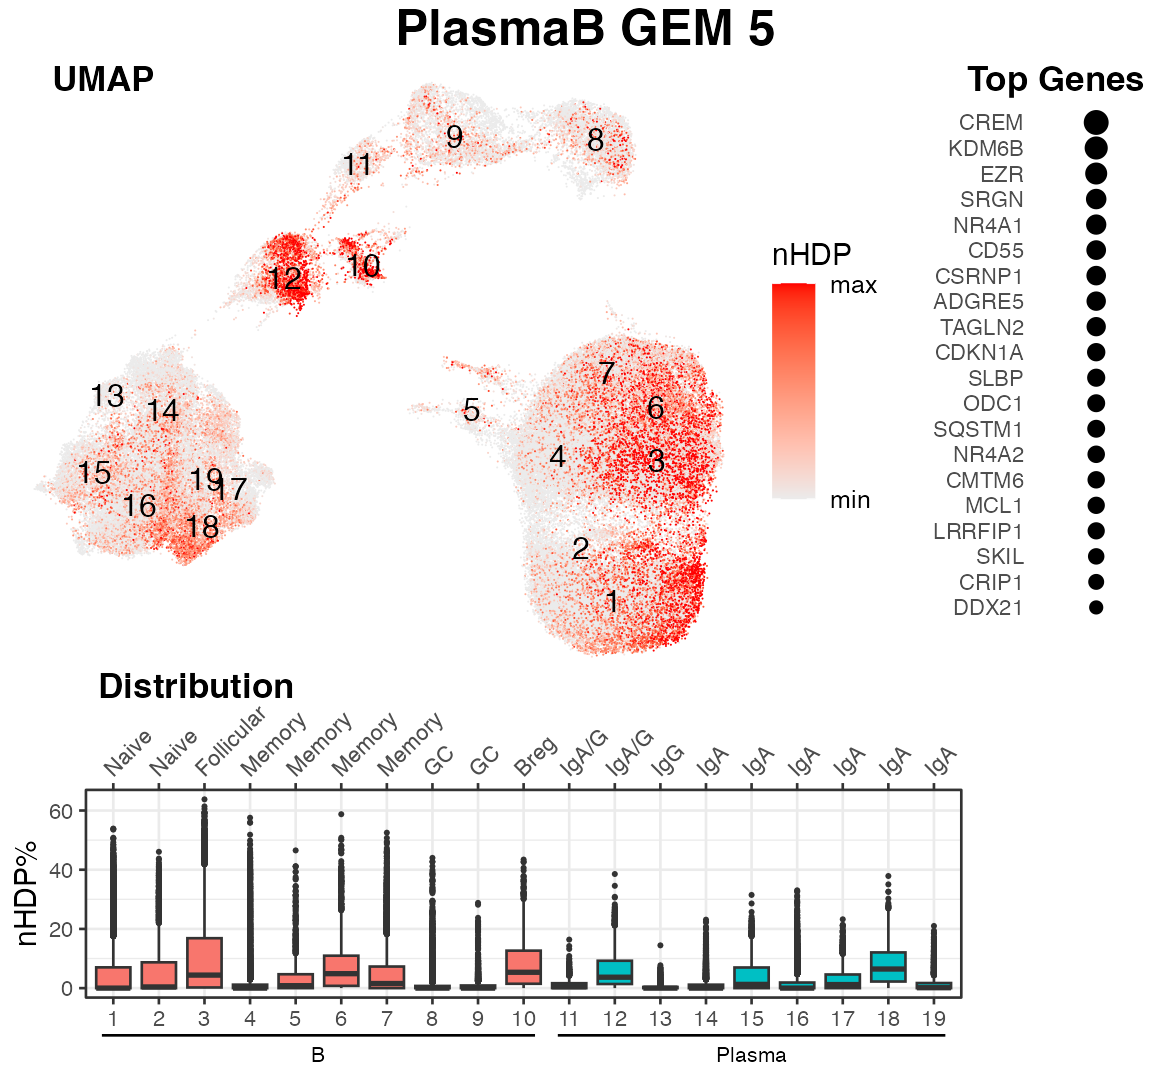 PlasmaB GEM 5
UMAP
Top Genes
9
8
11
12
10
13
14
15
19
17
16
18
7
6
5
4
3
2
1
nHDP
max
min
CREM
KDM6B
EZR
SRGN
NR4A1
CD55
CSRNP1
ADGRE5
TAGLN2
CDKN1A
SLBP
ODC1
SQSTM1
NR4A2
CMTM6
MCL1
LRRFIP1
SKIL
CRIP1
DDX21
Distribution
Naive Naive Follicular Memory Memory Memory Memory GC GC Breg IgA/G IgA/G IgG IgA IgA IgA IgA IgA IgA
nHDP%
60
40
20
0
1 2 3 4 5 6 7 8 9 10 11 12 13 14 15 16 17 18 19
B Plasma